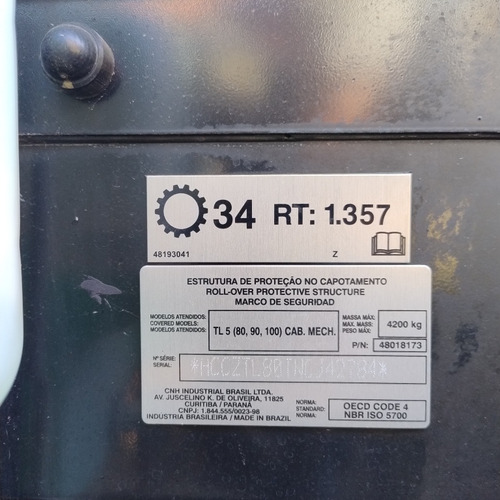 34 RT: 1.357
48193041 Z
ESTRUTURA DE PROTEÇÃO NO CAPOTAMENTO
ROLL-OVER PROTECTIVE STRUCTURE
MARCO DE SEGURIDAD
MODELOS ATENDIDOS:
COVERED MODELS:
MODELOS ATENDIDOS:
TL 5 (80, 90, 100) CAB. MECH.
MASSA MÁX:
MAX. MASS:
PESO MÁX:
4200 kg
P/N: 48018173
Nº SÉRIE:
SERIAL:
*HCCZTL80TNC342784*
CNH INDUSTRIAL BRASIL LTDA.
AV. JUSCELINO K. DE OLIVEIRA, 11825
CURITIBA / PARANÁ
CNPJ: 1.844.555/0023-98
INDÚSTRIA BRASILEIRA / MADE IN BRAZIL
NORMA:
STANDARD:
NORMA:
OECD CODE 4
NBR ISO 5700